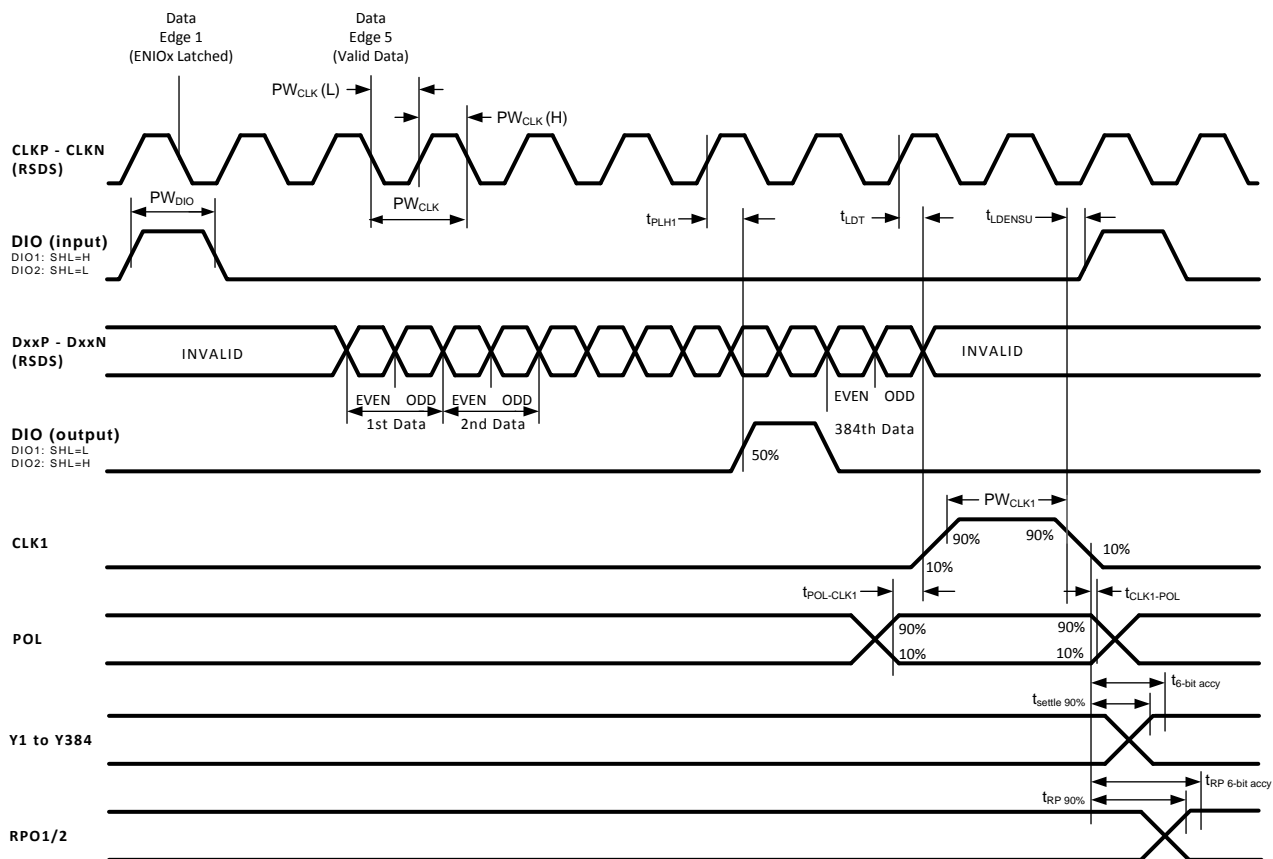 Data
Edge 1
(ENIOx Latched)
Data
Edge 5
(Valid Data)
PWCLK (L)
PWCLK (H)
CLKP - CLKN
(RSDS)
PWDIO
PWCLK
tPLH1
tLDT
tLDENSU
DIO (input)
DIO1: SHL=H
DIO2: SHL=L
DxxP - DxxN
(RSDS)
INVALID
INVALID
EVEN ODD EVEN ODD
EVEN ODD
1st Data 2nd Data
384th Data
DIO (output)
DIO1: SHL=L
DIO2: SHL=H
50%
PWCLK1
CLK1
90% 90%
10%
10%
tPOL-CLK1
tCLK1-POL
POL
90% 90%
10% 10%
t6-bit accy
tsettle 90%
Y1 to Y384
tRP 6-bit accy
tRP 90%
RPO1/2